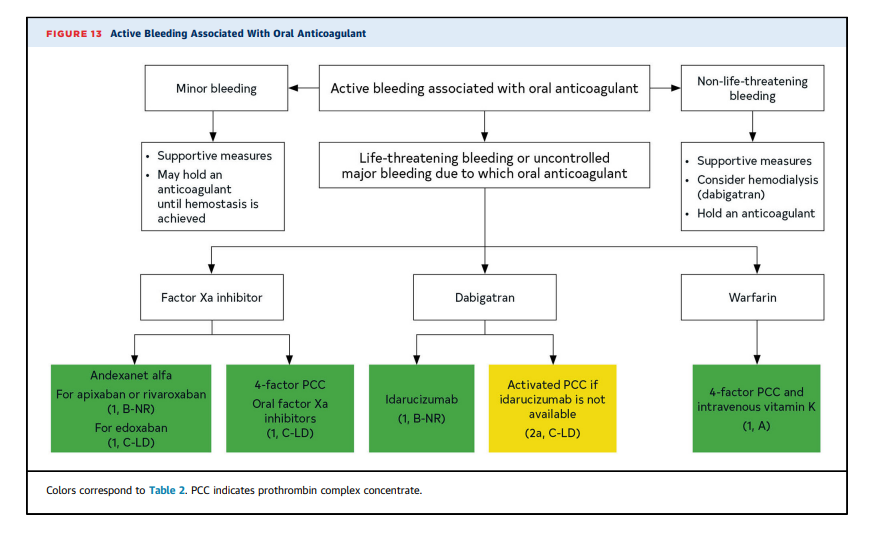 FIGURE 13 Active Bleeding Associated With Oral Anticoagulant
Minor bleeding
Active bleeding associated with oral anticoagulant
Non-life-threatening
bleeding
• Supportive measures
• May hold an
anticoagulant
until hemostasis is
achieved
Life-threatening bleeding or uncontrolled
major bleeding due to which oral anticoagulant
• Supportive measures
• Consider hemodialysis
(dabigatran)
• Hold an anticoagulant
Factor Xa inhibitor
Dabigatran
Warfarin
Andexanet alfa
For apixaban or rivaroxaban
(1, B-NR)
For edoxaban
(1, C-LD)
4-factor PCC
Oral factor Xa
inhibitors
(1, C-LD)
Idarucizumab
(1, B-NR)
Activated PCC if
idarucizumab is not
available
(2a, C-LD)
4-factor PCC and
intravenous vitamin K
(1, A)
Colors correspond to Table 2. PCC indicates prothrombin complex concentrate.